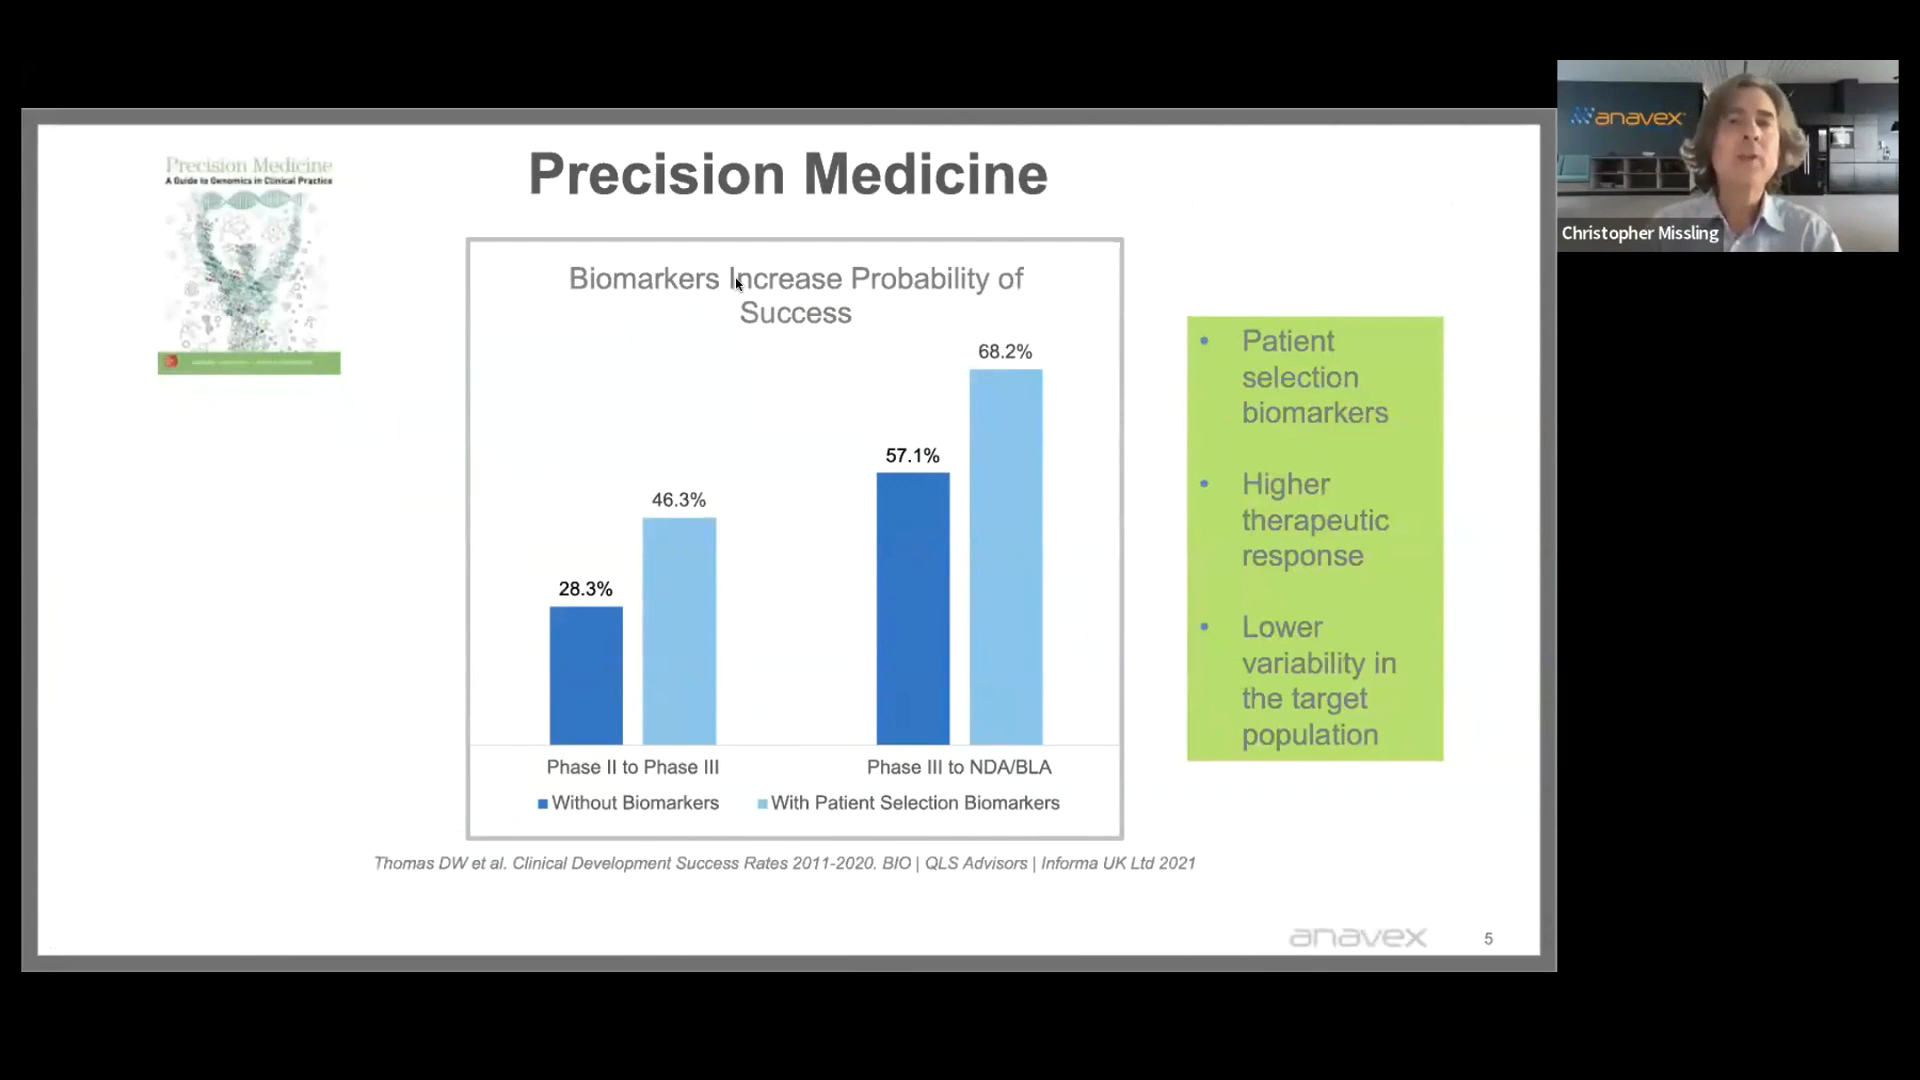 Precision Medicine
A Guide to Genomics in Clinical Practice
Precision Medicine
anavex
Christopher Missling
Biomarkers Increase Probability of
Success
68.2%
57.1%
46.3%
28.3%
Phase II to Phase III
Phase III to NDA/BLA
Without Biomarkers
With Patient Selection Biomarkers
• Patient
selection
biomarkers
• Higher
therapeutic
response
• Lower
variability in
the target
population
Thomas DW et al. Clinical Development Success Rates 2011-2020. BIO | QLS Advisors | Informa UK Ltd 2021
anavex
5